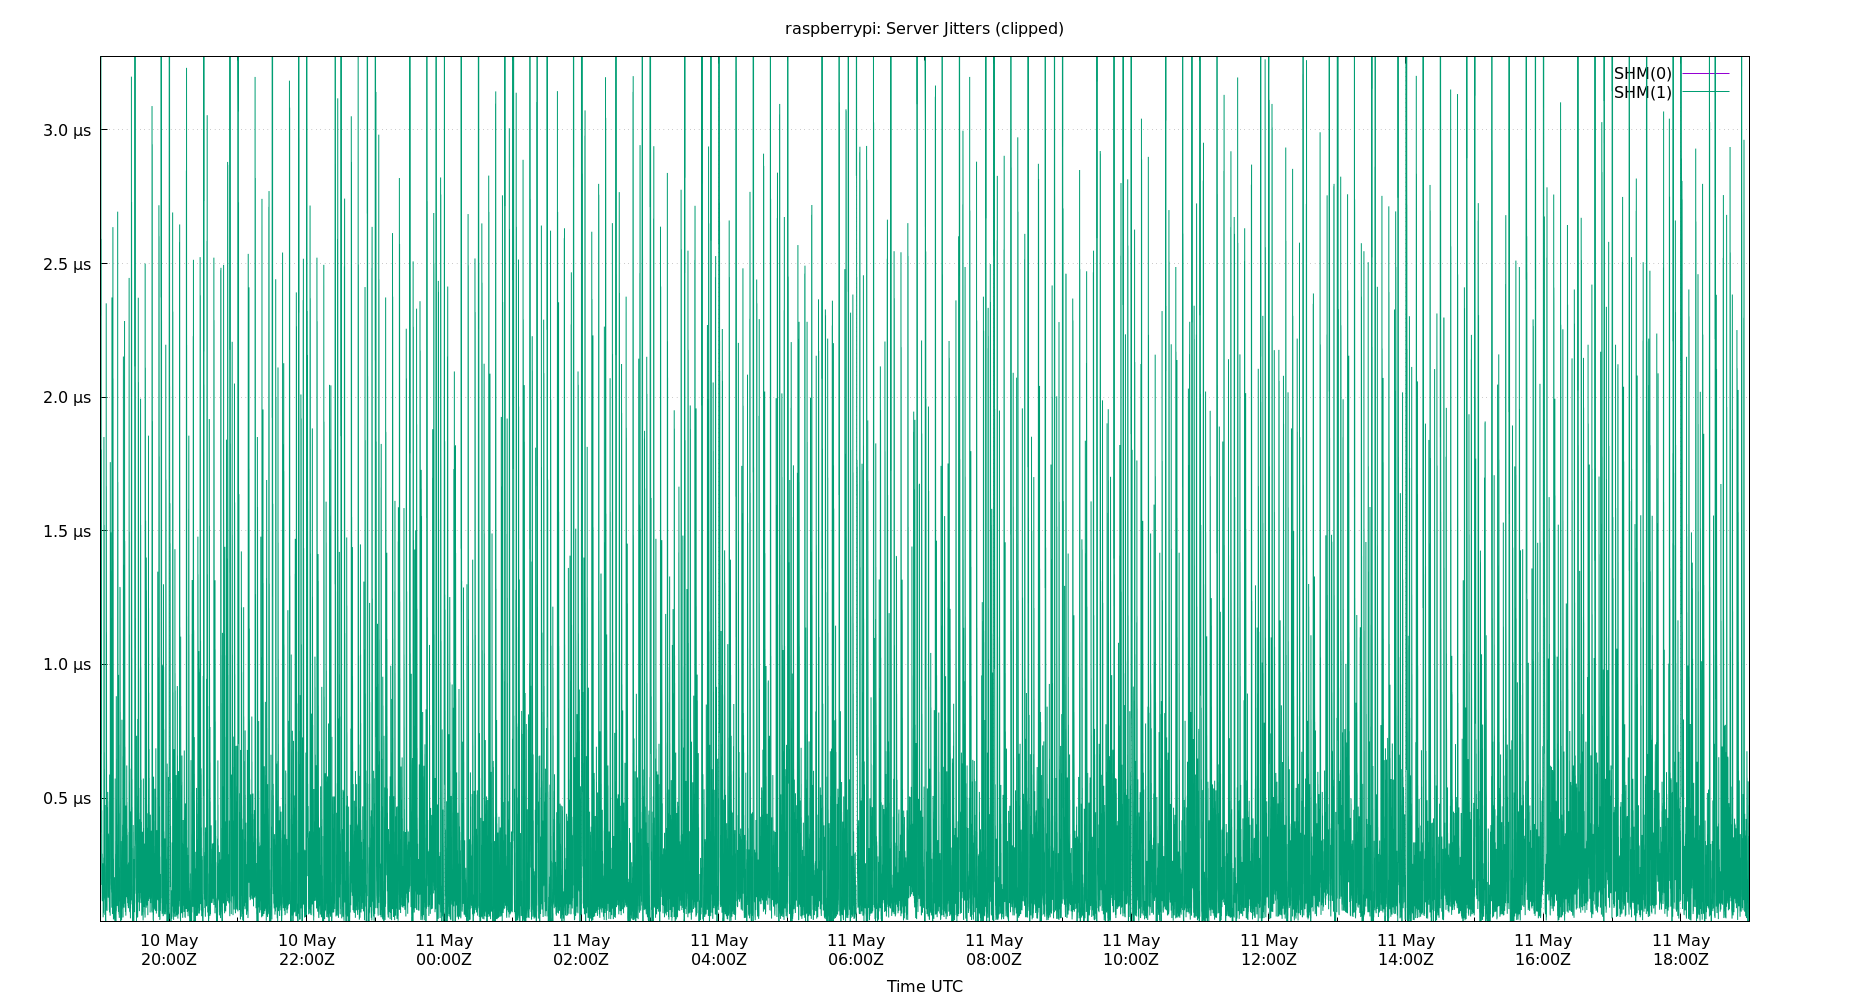 raspberrypi: Server Jitters (clipped)
SHM(0)
SHM(1)
3.0 µs
2.5 µs
2.0 µs
1.5 µs
1.0 µs
0.5 µs
10 May 10 May 11 May 11 May 11 May 11 May 11 May 11 May 11 May 11 May 11 May 11 May
20:00Z 22:00Z 00:00Z 02:00Z 04:00Z 06:00Z 08:00Z 10:00Z 12:00Z 14:00Z 16:00Z 18:00Z
Time UTC